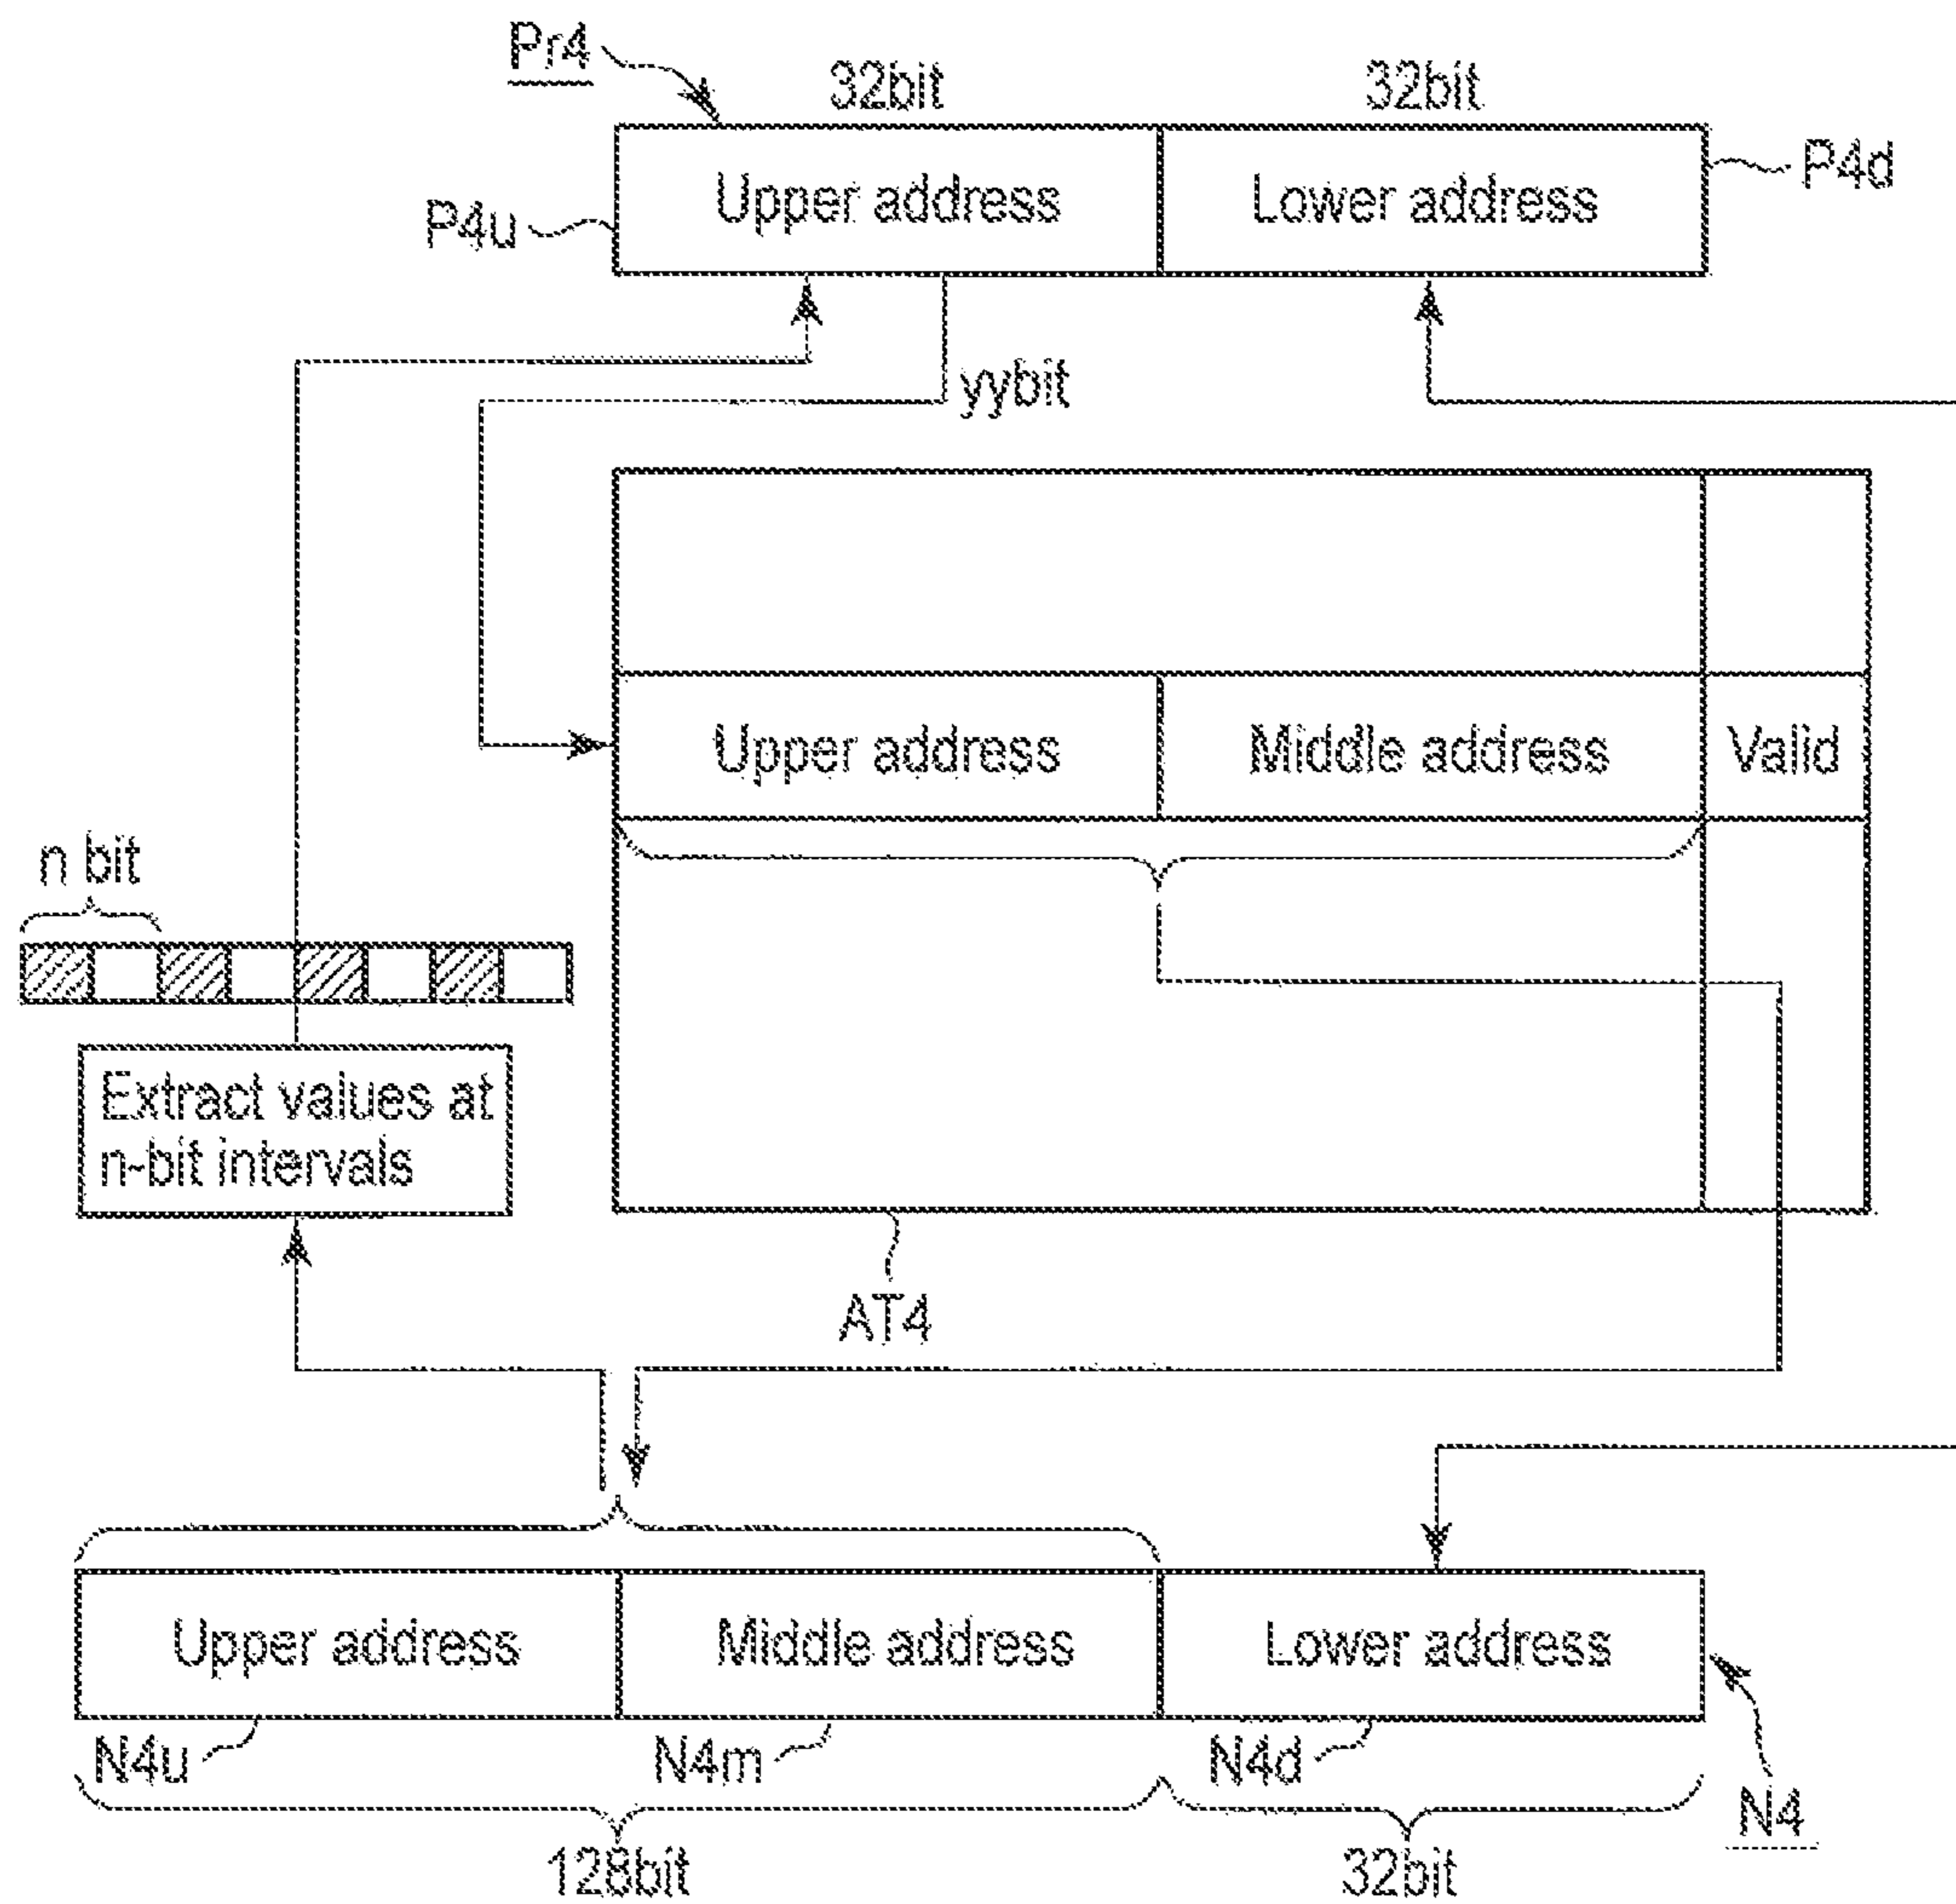 Pr4
32bit
32bit
Upper address
Lower address
P4d
P4u
yybit
Upper address
Middle address
Valid
n bit
Extract values at
n-bit intervals
AT4
Upper address
Middle address
Lower address
N4u
N4m
N4d
N4
128bit
32bit